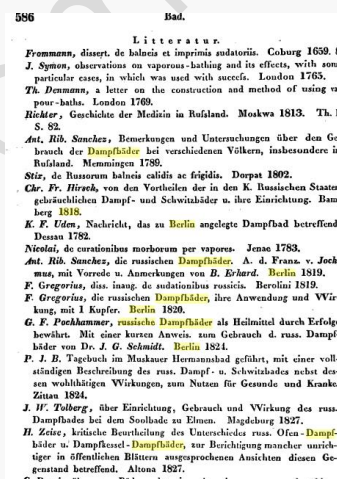 586 Bad.
Litteratur.
Frommann, dissert. de balneis et imprimis sudatoriis. Coburg 1659.
J. Symon, observations on vaporous-bathing and its effects, with som
particular cases, in which was used with succeſs. London 1765.
Th. Denmann, a letter on the construction and method of using va
pour-baths. London 1769.
Richter, Geschichte der Medizin in Ruſsland. Moskwa 1813. Th.
S. 82.
Ant. Rib. Sanchez, Bemerkungen und Untersuchungen über den Ge
brauch der Dampfbäder bei verschiedenen Völkern, insbesondere i
Ruſsland. Memmingen 1789.
Stix, de Russorum balneis calidis ac frigidis. Dorpat 1802.
Chr. Fr. Hirsch, von den Vortheilen der in den K. Russischen Staate
gebräuchlichen Dampf- und Schwitzbäder u. ihre Einrichtung. Bam
berg 1818.
K. F. Uden, Nachricht, das zu Berlin angelegte Dampfbad betreffend
Dessau 1782.
Nicolai, de curationibus morborum per vapores. Jenae 1783.
Ant. Rib. Sanchez, die russischen Dampfbäder. A. d. Franz. v. Joch
mus, mit Vorrede u. Anmerkungen von B. Erhard. Berlin 1819.
F. Gregorius, diss. inaug. de sudationibus rossicis. Berolini 1819.
F. Gregorius, die russischen Dampfbäder, ihre Anwendung und Wir
kung, mit 1 Kupfer. Berlin 1820.
G. F. Pochhammer, russische Dampfbäder als Heilmittel durch Erfolge
bewährt. Mit einer kurzen Anweis. zum Gebrauch d. russ. Dampf
bäder von Dr. J. G. Schmidt. Berlin 1824.
P. J. B. Tagebuch im Muskauer Hermannsbad geführt, mit einer voll-
ständigen Beschreibung des russ. Dampf- u. Schwitzbades nebst des-
sen wohlthätigen Wirkungen, zum Nutzen für Gesunde und Kranke
Zittau 1824.
J. W. Tolberg, über Einrichtung, Gebrauch und Wirkung des russ.
Dampfbades bei dem Soolbade zu Elmen. Magdeburg 1827.
H. Zeise, kritische Beurtheilung des Unterschiedes russ. Ofen-Dampf-
bäder u. Dampfkessel-Dampfbäder, zur Berichtigung mancher unrich-
tiger in öffentlichen Blättern ausgesprochenen Ansichten diesen Ge-
genstand betreffend. Altona 1827.